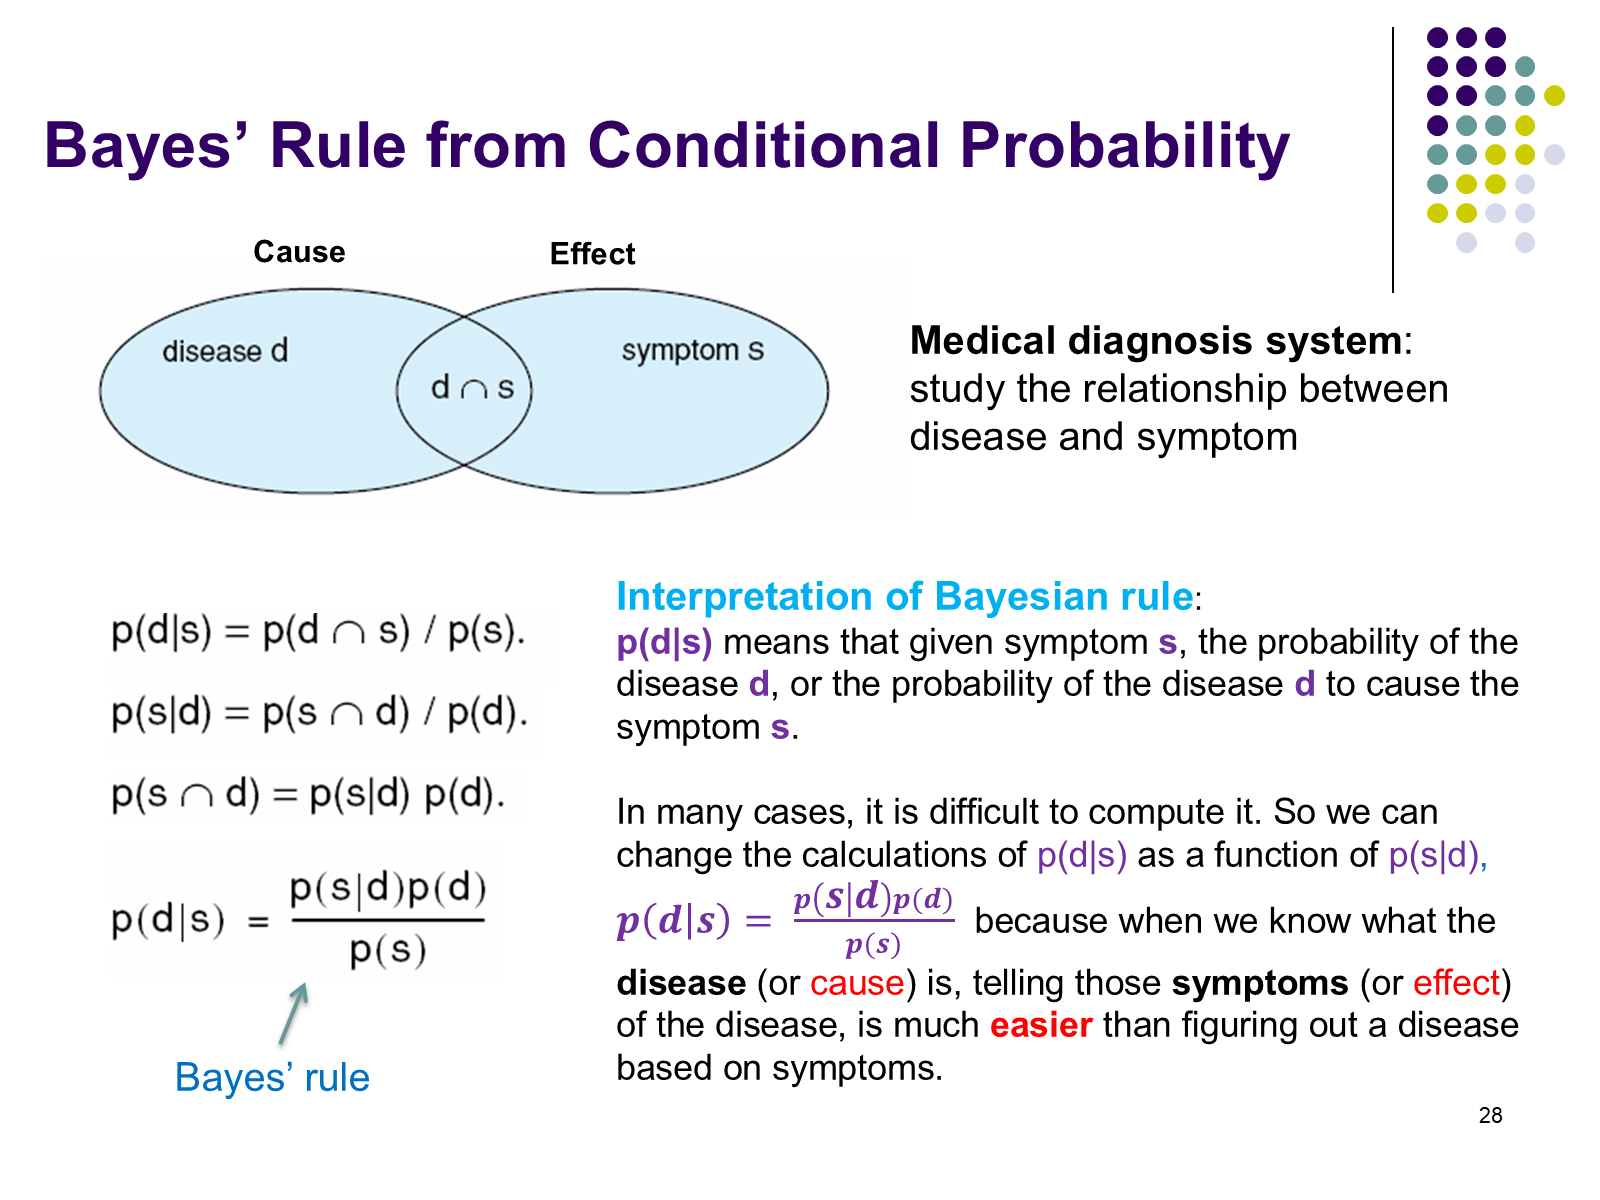 Bayes’ Rule from Conditional Probability
Cause
Effect
disease d
symptom s
d ∩ s
Medical diagnosis system:
study the relationship between
disease and symptom
p(d|s) = p(d ∩ s) / p(s).
p(s|d) = p(s ∩ d) / p(d).
p(s ∩ d) = p(s|d) p(d).
p(d|s) = p(s|d)p(d) / p(s)
Bayes’ rule
Interpretation of Bayesian rule:
p(d|s) means that given symptom s, the probability of the
disease d, or the probability of the disease d to cause the
symptom s.
In many cases, it is difficult to compute it. So we can
change the calculations of p(d|s) as a function of p(s|d),
p(d|s) = p(s|d)p(d) / p(s) because when we know what the
disease (or cause) is, telling those symptoms (or effect)
of the disease, is much easier than figuring out a disease
based on symptoms.
28